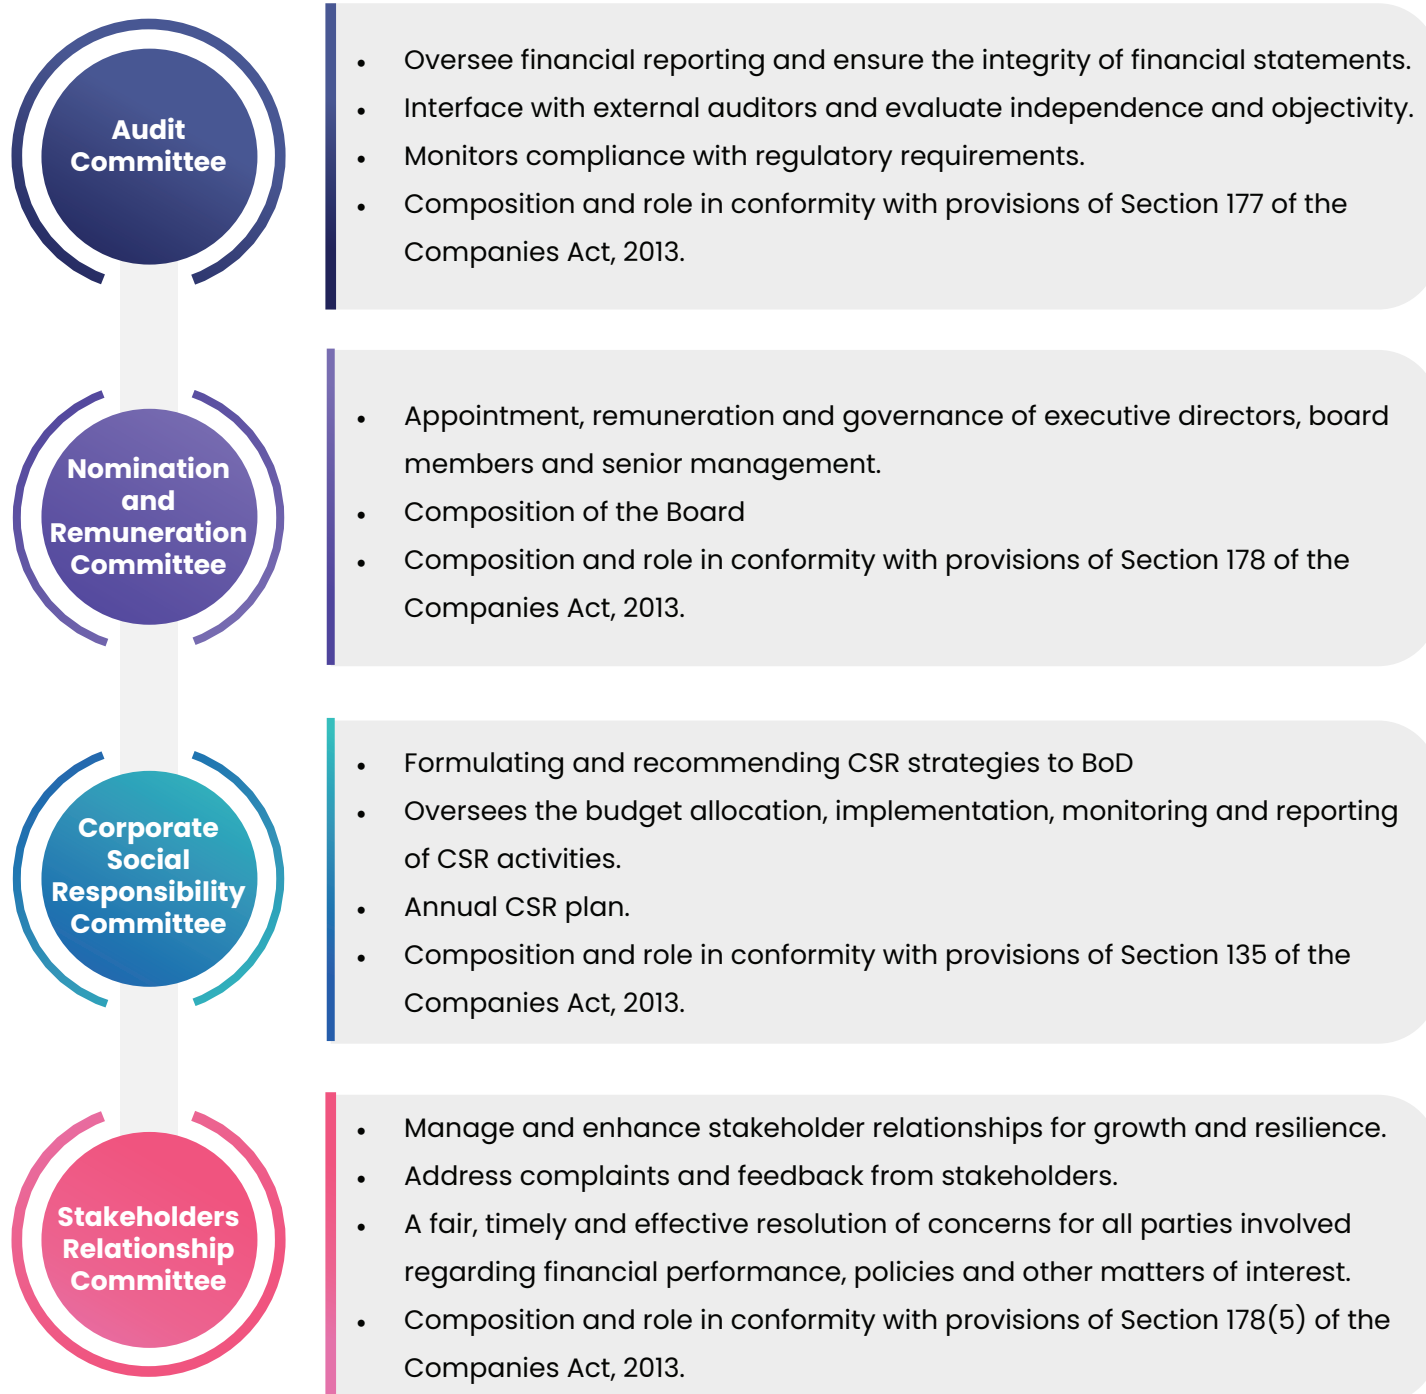 Audit
Committee
• Oversee financial reporting and ensure the integrity of financial statements.
• Interface with external auditors and evaluate independence and objectivity.
• Monitors compliance with regulatory requirements.
• Composition and role in conformity with provisions of Section 177 of the
Companies Act, 2013.
Nomination
and
Remuneration
Committee
• Appointment, remuneration and governance of executive directors, board
members and senior management.
• Composition of the Board
• Composition and role in conformity with provisions of Section 178 of the
Companies Act, 2013.
Corporate
Social
Responsibility
Committee
• Formulating and recommending CSR strategies to BoD
• Oversees the budget allocation, implementation, monitoring and reporting
of CSR activities.
• Annual CSR plan.
• Composition and role in conformity with provisions of Section 135 of the
Companies Act, 2013.
Stakeholders
Relationship
Committee
• Manage and enhance stakeholder relationships for growth and resilience.
• Address complaints and feedback from stakeholders.
• A fair, timely and effective resolution of concerns for all parties involved
regarding financial performance, policies and other matters of interest.
• Composition and role in conformity with provisions of Section 178(5) of the
Companies Act, 2013.